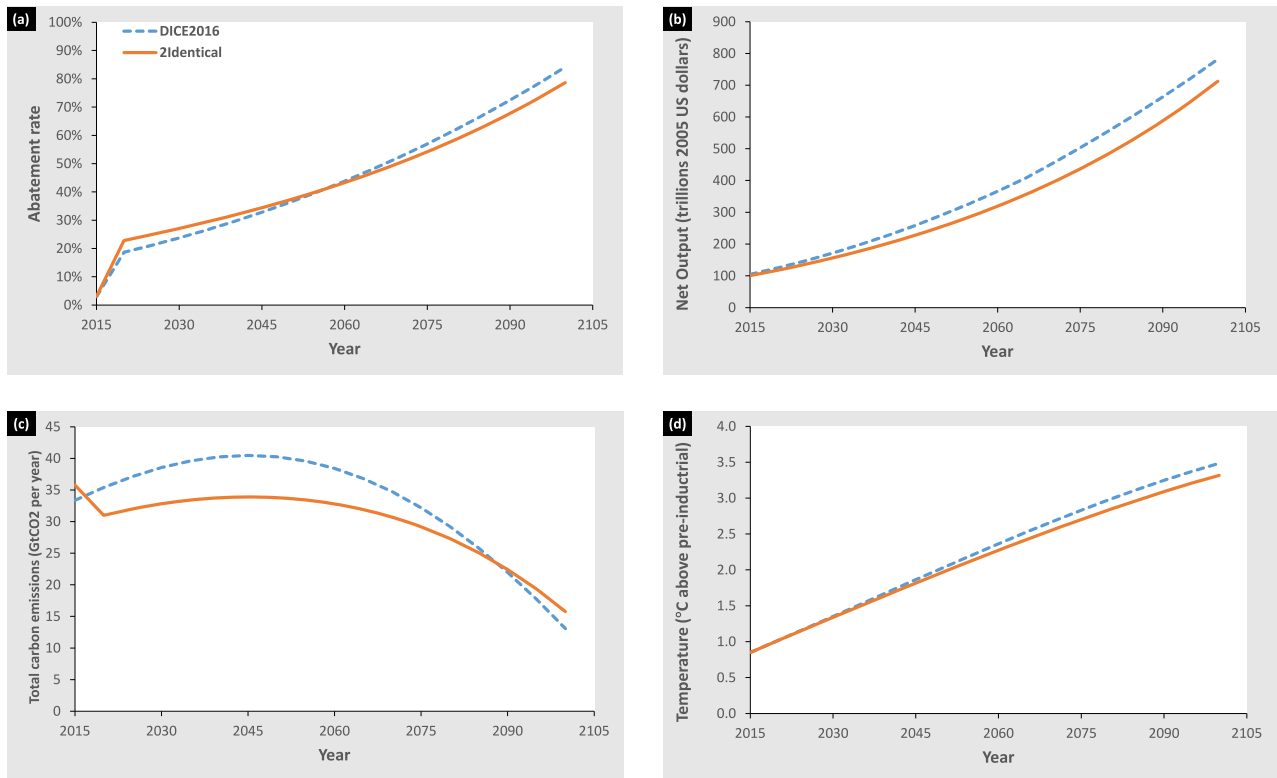 (a)
100%
90%
80%
70%
60%
50%
40%
30%
20%
10%
0%
Abatement rate
DICE2016
2Identical
2015 2030 2045 2060 2075 2090 2105
Year
(b)
900
800
700
600
500
400
300
200
100
0
Net Output (trillions 2005 US dollars)
2015 2030 2045 2060 2075 2090 2105
Year
(c)
45
40
35
30
25
20
15
10
5
0
Total carbon emissions (GtCO2 per year)
2015 2030 2045 2060 2075 2090 2105
Year
(d)
4.0
3.5
3.0
2.5
2.0
1.5
1.0
0.5
0.0
Temperature (°C above pre-inductrial)
2015 2030 2045 2060 2075 2090 2105
Year